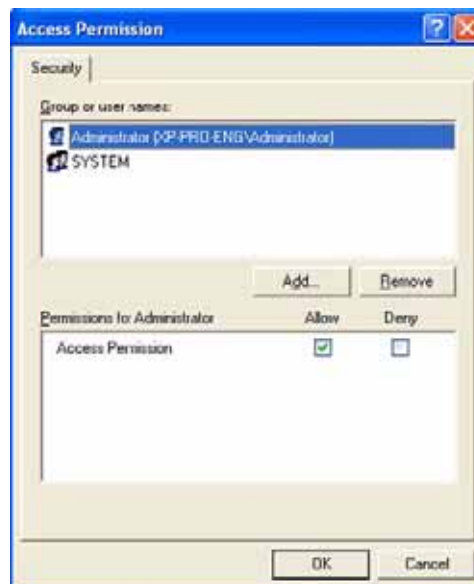 Access Permission
Security
Group or user names:
Administrator (XP-PRO-ENG\Administrator)
SYSTEM
Add...
Remove
Permissions for Administrator
Allow
Deny
Access Permission
OK
Cancel